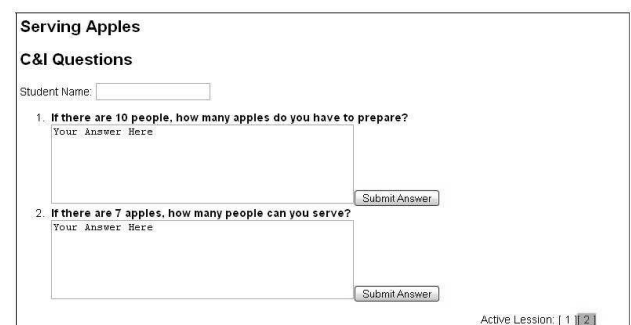 Serving Apples
C&I Questions
Student Name:
1. If there are 10 people, how many apples do you have to prepare?
Your Answer Here
Submit Answer
2. If there are 7 apples, how many people can you serve?
Your Answer Here
Submit Answer
Active Lession: [ 1 ][ 2 ]